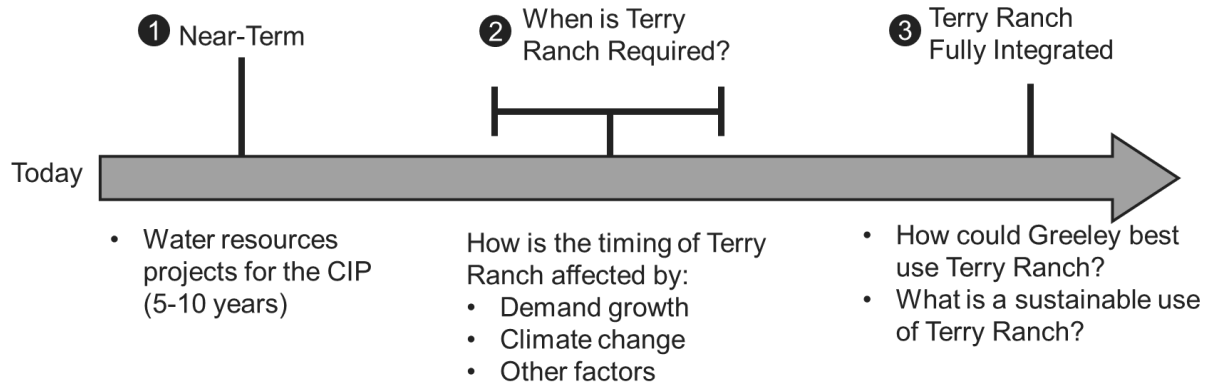 1 Near-Term
2 When is Terry
Ranch Required?
3 Terry Ranch
Fully Integrated
Today
• Water resources
projects for the CIP
(5-10 years)
How is the timing of Terry
Ranch affected by:
• Demand growth
• Climate change
• Other factors
• How could Greeley best
use Terry Ranch?
• What is a sustainable use
of Terry Ranch?